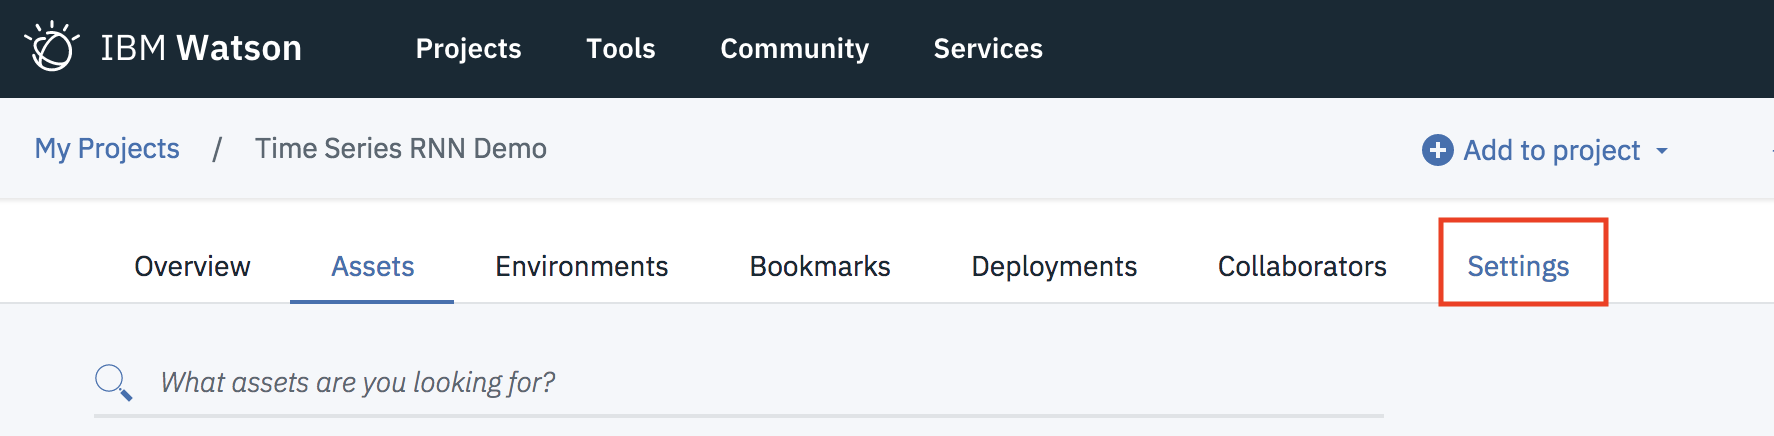 IBM Watson Projects Tools Community Services
My Projects / Time Series RNN Demo Add to project
Overview Assets Environments Bookmarks Deployments Collaborators Settings
What assets are you looking for?